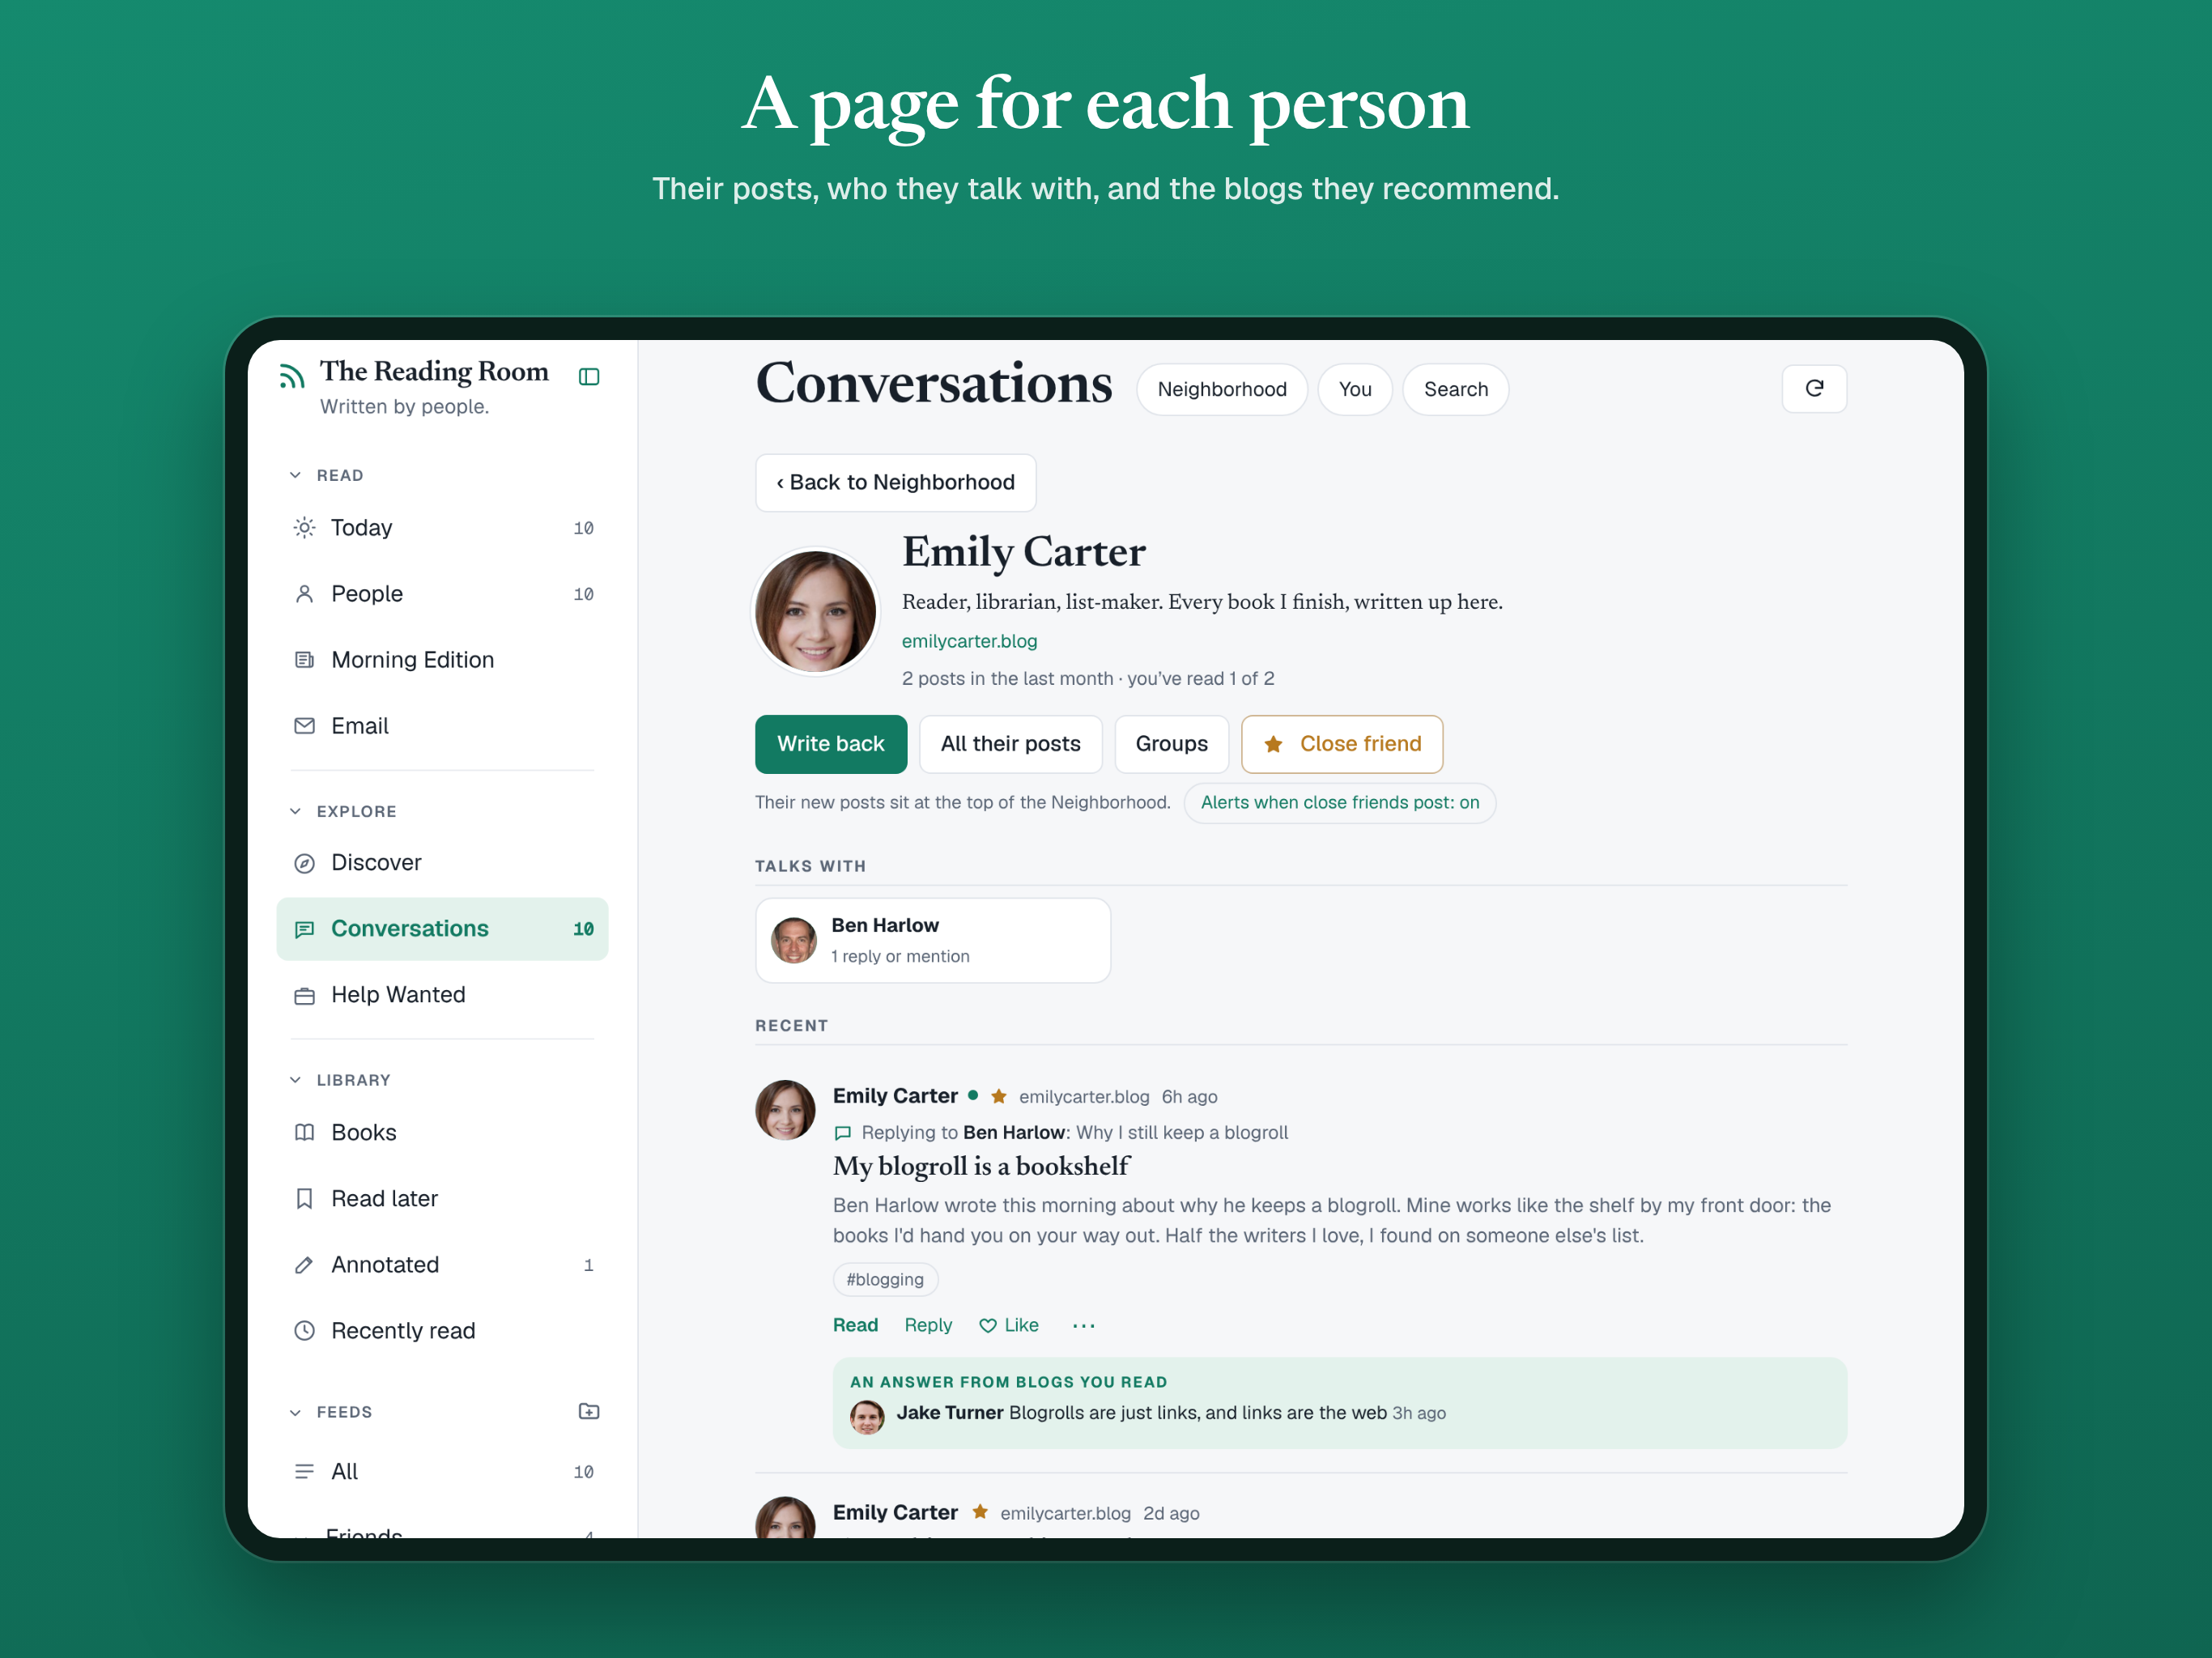 A page for each person
Their posts, who they talk with, and the blogs they recommend.
The Reading Room
Written by people.
READ
Today 10
People 10
Morning Edition
Email
EXPLORE
Discover
Conversations 10
Help Wanted
LIBRARY
Books
Read later
Annotated 1
Recently read
FEEDS
All 10
Friends 4
Conversations Neighborhood You Search
‹ Back to Neighborhood
Emily Carter
Reader, librarian, list-maker. Every book I finish, written up here.
emilycarter.blog
2 posts in the last month · you've read 1 of 2
Write back All their posts Groups Close friend
Their new posts sit at the top of the Neighborhood. Alerts when close friends post: on
TALKS WITH
Ben Harlow
1 reply or mention
RECENT
Emily Carter emilycarter.blog 6h ago
Replying to Ben Harlow: Why I still keep a blogroll
My blogroll is a bookshelf
Ben Harlow wrote this morning about why he keeps a blogroll. Mine works like the shelf by my front door: the
books I'd hand you on your way out. Half the writers I love, I found on someone else's list.
#blogging
Read Reply Like ···
AN ANSWER FROM BLOGS YOU READ
Jake Turner Blogrolls are just links, and links are the web 3h ago
Emily Carter emilycarter.blog 2d ago